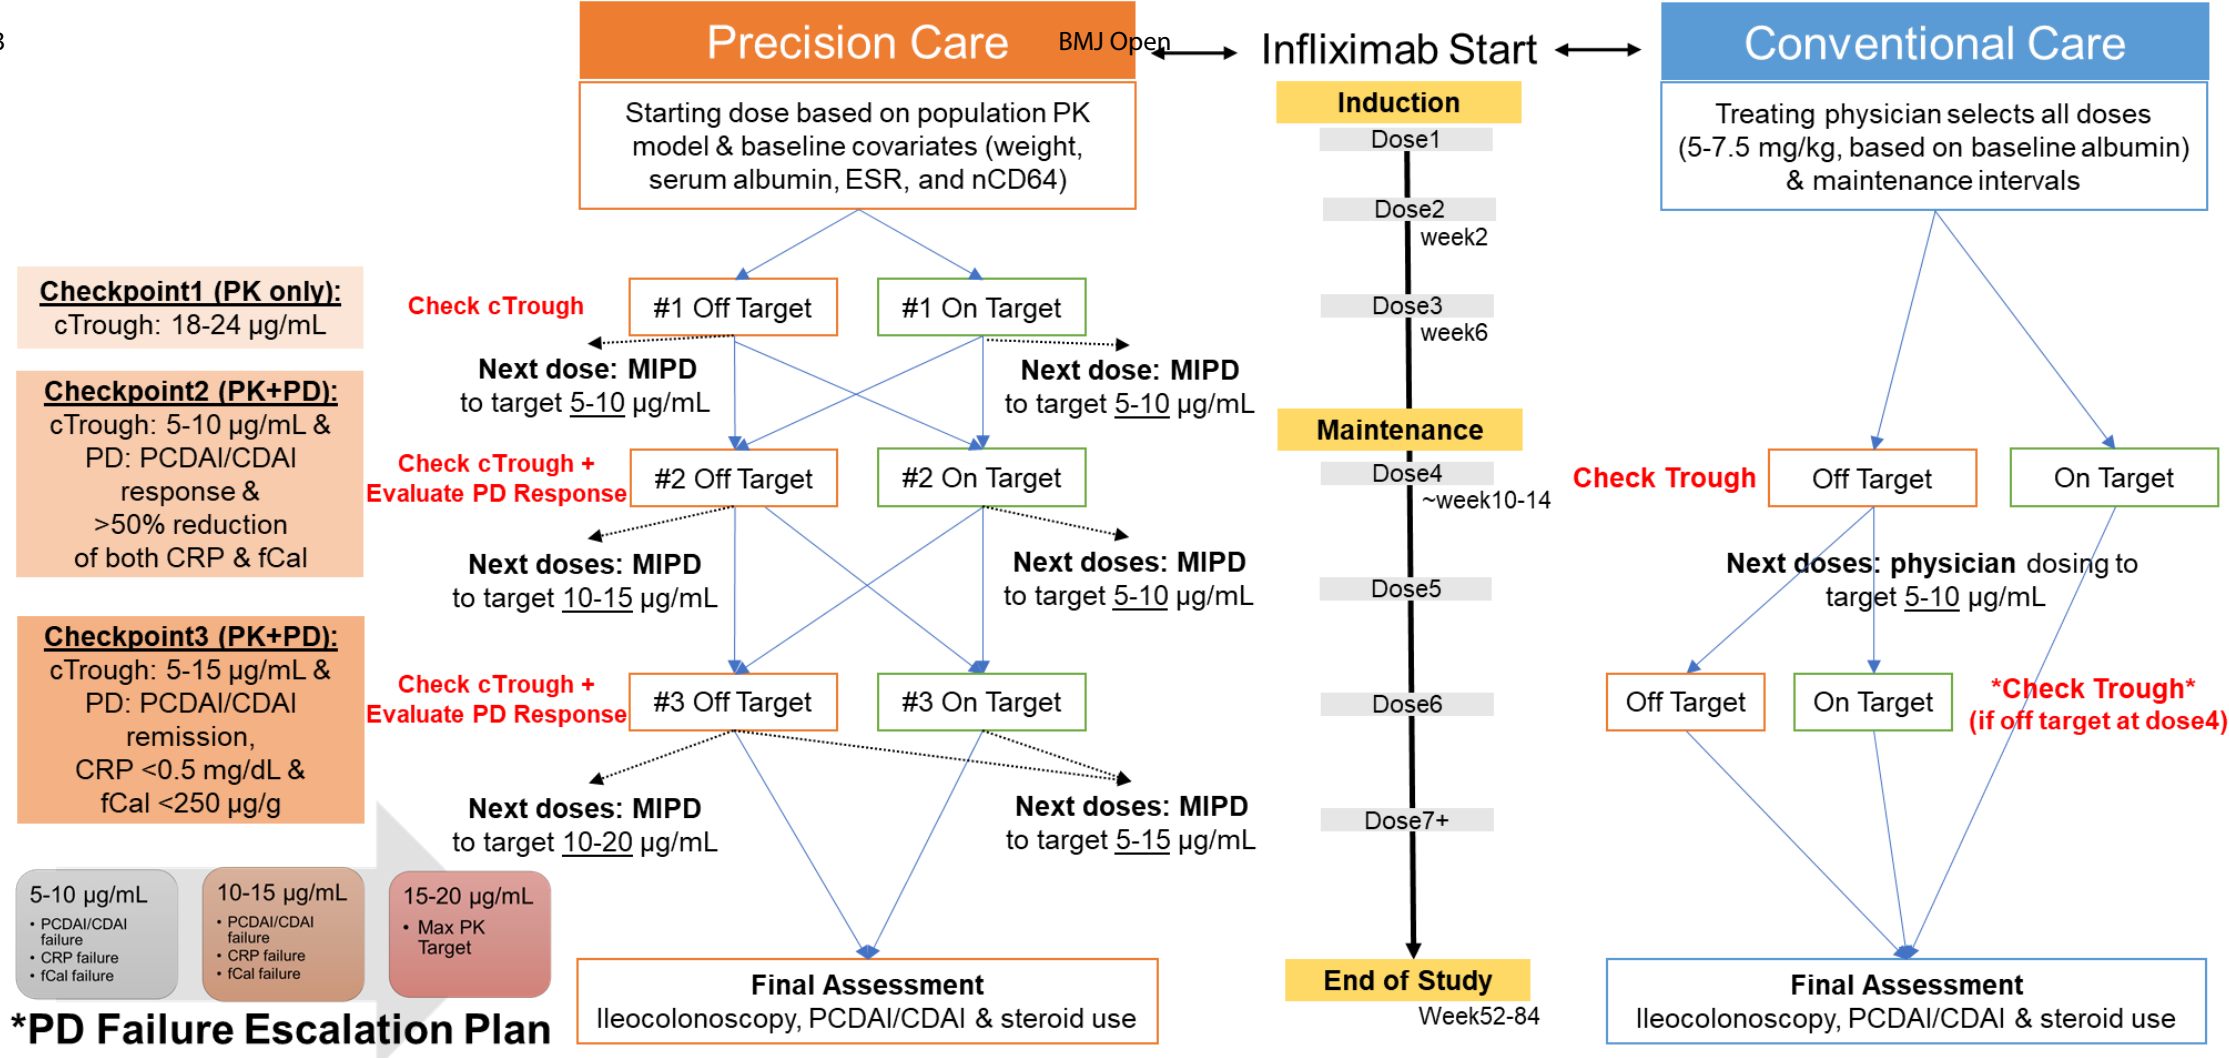 3
Precision Care
BMJ Open
Infliximab Start
Conventional Care
Starting dose based on population PK
model & baseline covariates (weight,
serum albumin, ESR, and nCD64)
Induction
Dose1
Dose2
week2
Dose3
week6
Treating physician selects all doses
(5-7.5 mg/kg, based on baseline albumin)
& maintenance intervals
Checkpoint1 (PK only):
cTrough: 18-24 µg/mL
Check cTrough
#1 Off Target
#1 On Target
Next dose: MIPD
to target 5-10 µg/mL
Next dose: MIPD
to target 5-10 µg/mL
Checkpoint2 (PK+PD):
cTrough: 5-10 µg/mL &
PD: PCDAI/CDAI
response &
>50% reduction
of both CRP & fCal
Check cTrough +
Evaluate PD Response
#2 Off Target
#2 On Target
Maintenance
Dose4
~week10-14
Check Trough
Off Target
On Target
Next doses: MIPD
to target 10-15 µg/mL
Next doses: MIPD
to target 5-10 µg/mL
Dose5
Next doses: physician dosing to
target 5-10 µg/mL
Checkpoint3 (PK+PD):
cTrough: 5-15 µg/mL &
PD: PCDAI/CDAI
remission,
CRP <0.5 mg/dL &
fCal <250 µg/g
Check cTrough +
Evaluate PD Response
#3 Off Target
#3 On Target
Dose6
Off Target
On Target
*Check Trough*
(if off target at dose4)
Next doses: MIPD
to target 10-20 µg/mL
Next doses: MIPD
to target 5-15 µg/mL
Dose7+
5-10 µg/mL
• PCDAI/CDAI
failure
• CRP failure
• fCal failure
10-15 µg/mL
• PCDAI/CDAI
failure
• CRP failure
• fCal failure
15-20 µg/mL
• Max PK
Target
*PD Failure Escalation Plan
Final Assessment
Ileocolonoscopy, PCDAI/CDAI & steroid use
End of Study
Week52-84
Final Assessment
Ileocolonoscopy, PCDAI/CDAI & steroid use